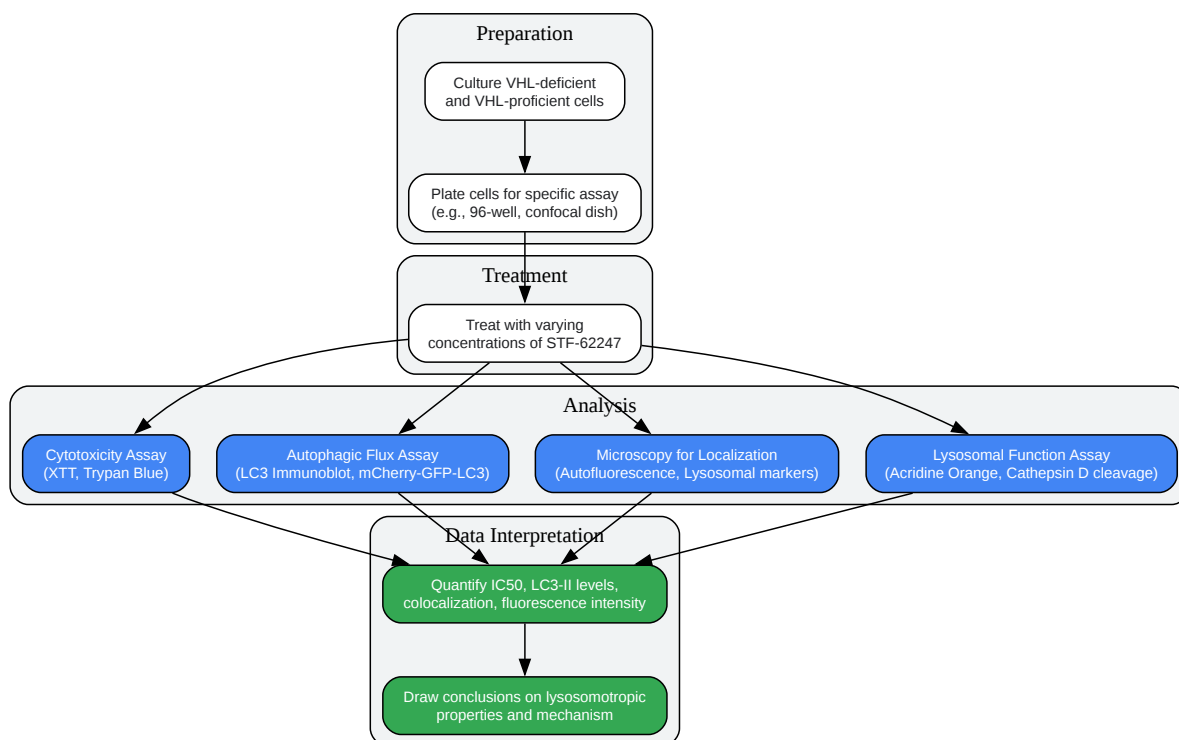 Preparation
Culture VHL-deficient
and VHL-proficient cells
Plate cells for specific assay
(e.g., 96-well, confocal dish)
Treatment
Treat with varying
concentrations of STF-62247
Analysis
Cytotoxicity Assay
(XTT, Trypan Blue)
Autophagic Flux Assay
(LC3 Immunoblot, mCherry-GFP-LC3)
Microscopy for Localization
(Autofluorescence, Lysosomal markers)
Lysosomal Function Assay
(Acridine Orange, Cathepsin D cleavage)
Data Interpretation
Quantify IC50, LC3-II levels,
colocalization, fluorescence intensity
Draw conclusions on lysosomotropic
properties and mechanism